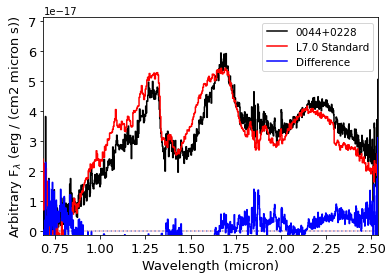 1e−17
7
6
5
4
3
2
1
0
Arbitrary Fλ (erg / (cm2 micron s))
0044+0228
L7.0 Standard
Difference
0.75 1.00 1.25 1.50 1.75 2.00 2.25 2.50
Wavelength (micron)